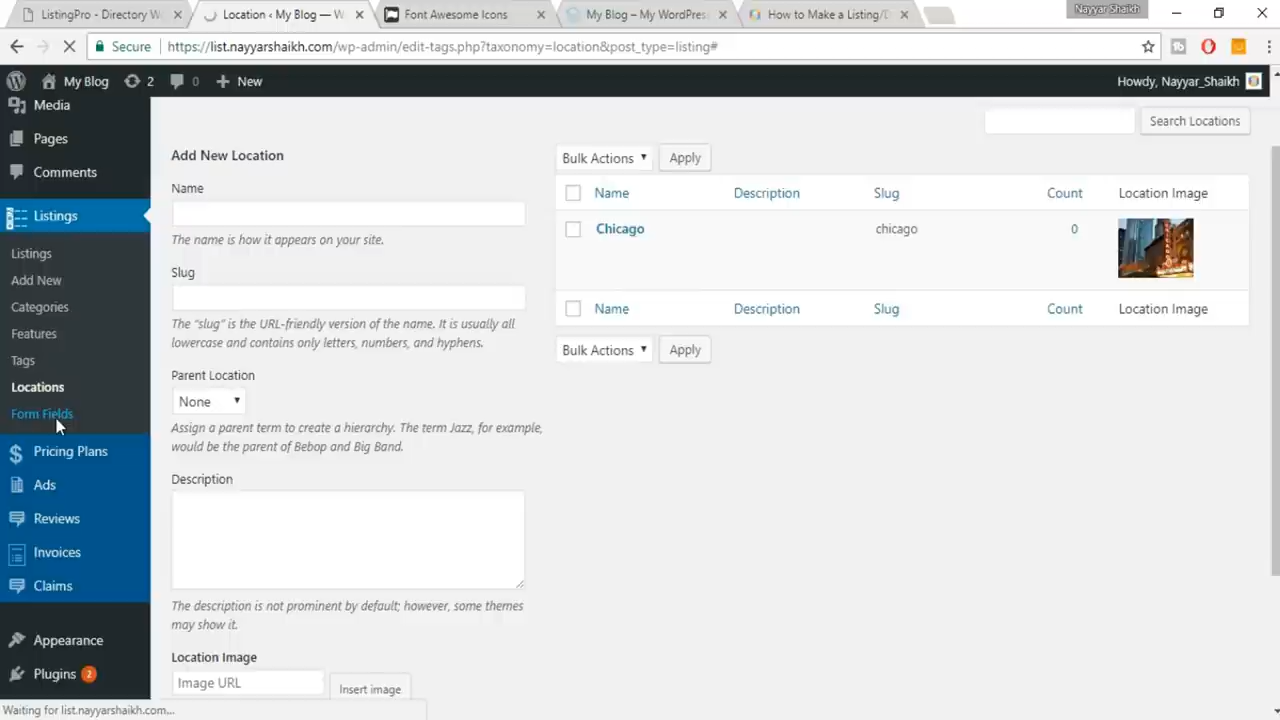 ListingPro - Directory W
Location ‹ My Blog — W
Font Awesome Icons
My Blog – My WordPress
How to Make a Listing/D
Nayyar Shaikh
Secure
https://list.nayyarshaikh.com/wp-admin/edit-tags.php?taxonomy=location&post_type=listing#
My Blog
2
0
New
Howdy, Nayyar_Shaikh
Media
Pages
Comments
Listings
Listings
Add New
Categories
Features
Tags
Locations
Form Fields
Pricing Plans
Ads
Reviews
Invoices
Claims
Appearance
Plugins 2
Search Locations
Add New Location
Name
The name is how it appears on your site.
Slug
The "slug" is the URL-friendly version of the name. It is usually all
lowercase and contains only letters, numbers, and hyphens.
Parent Location
None
Assign a parent term to create a hierarchy. The term Jazz, for example,
would be the parent of Bebop and Big Band.
Description
The description is not prominent by default; however, some themes
may show it.
Location Image
Image URL
Insert image
Bulk Actions
Apply
Name Description Slug Count Location Image
Chicago chicago 0
Name Description Slug Count Location Image
Bulk Actions
Apply
Waiting for list.nayyarshaikh.com...